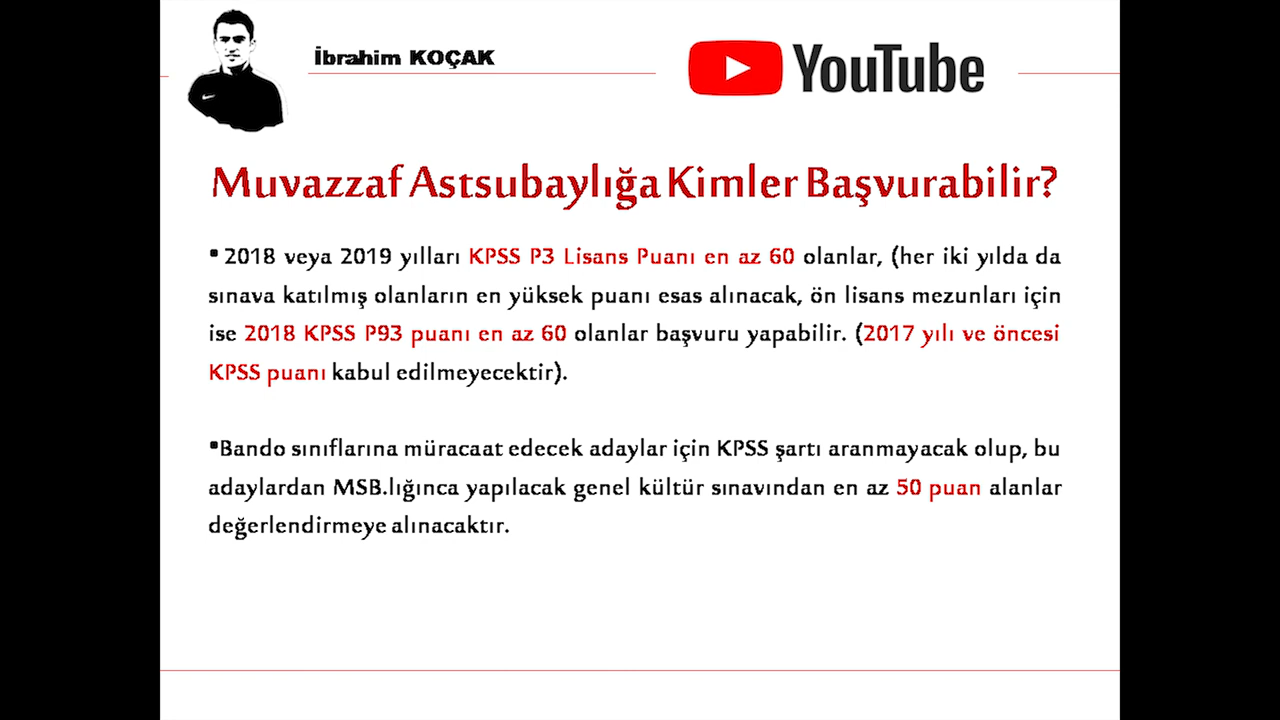 İbrahim KOÇAK
YouTube
Muvazzaf Astsubaylığa Kimler Başvurabilir?
▪ 2018 veya 2019 yılları KPSS P3 Lisans Puanı en az 60 olanlar, (her iki yılda da
sınava katılmış olanların en yüksek puanı esas alınacak, ön lisans mezunları için
ise 2018 KPSS P93 puanı en az 60 olanlar başvuru yapabilir. (2017 yılı ve öncesi
KPSS puanı kabul edilmeyecektir).
▪Bando sınıflarına müracaat edecek adaylar için KPSS şartı aranmayacak olup, bu
adaylardan MSB.lığınca yapılacak genel kültür sınavından en az 50 puan alanlar
değerlendirmeye alınacaktır.